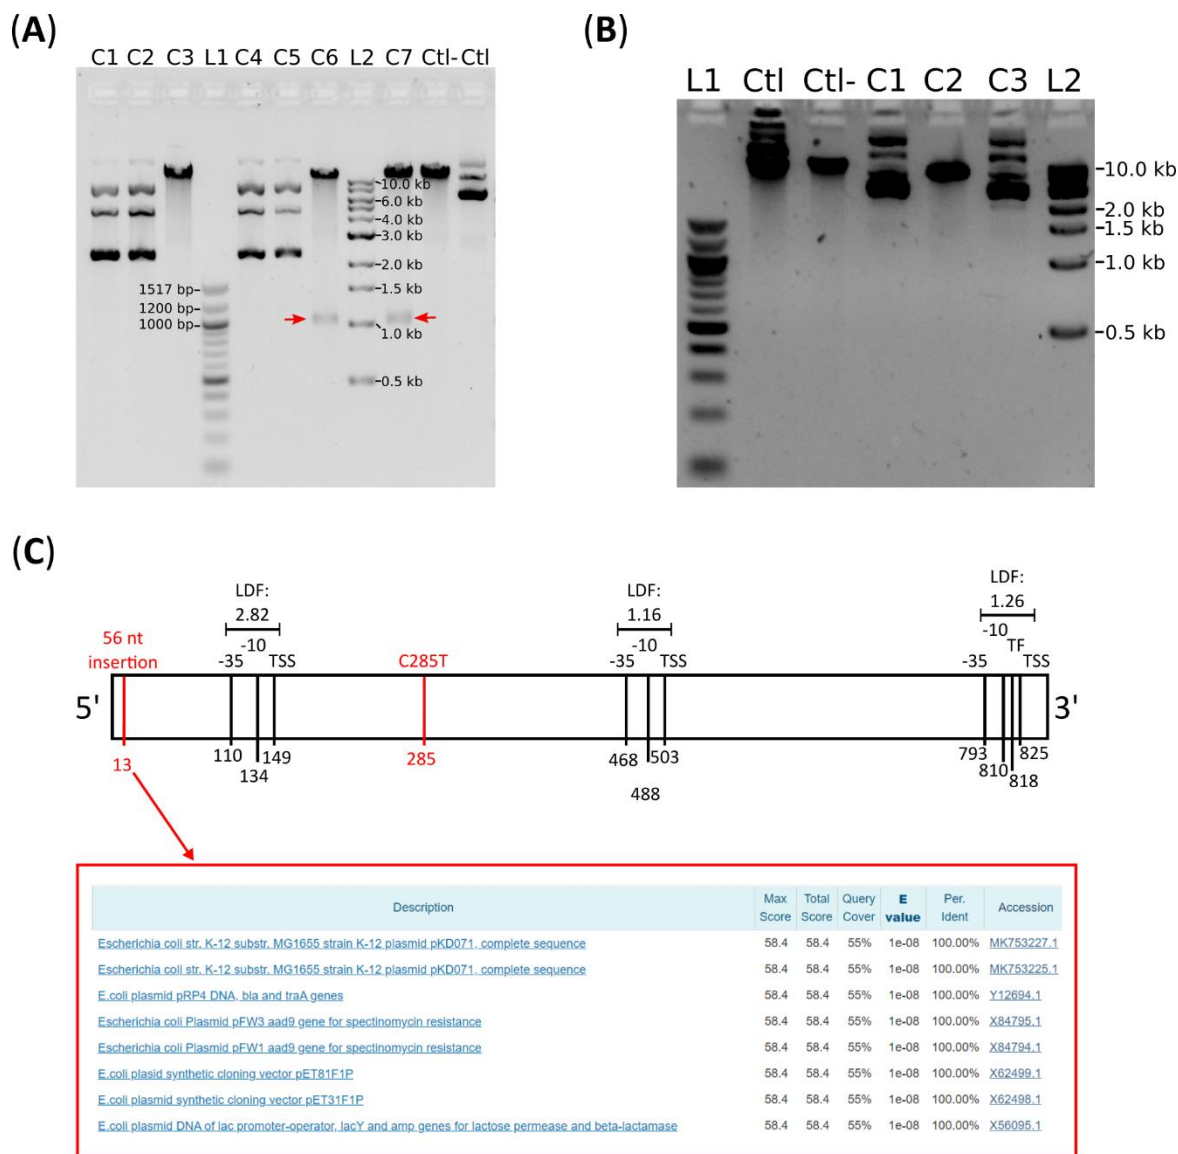 (A)
C1 C2 C3 L1 C4 C5 C6 L2 C7 Ctl- Ctl
10.0 kb
6.0 kb
4.0 kb
3.0 kb
2.0 kb
1517 bp
1.5 kb
1200 bp
1000 bp
1.0 kb
0.5 kb
(B)
L1 Ctl Ctl- C1 C2 C3 L2
10.0 kb
2.0 kb
1.5 kb
1.0 kb
0.5 kb
(C)
LDF:
2.82
LDF:
1.16
LDF:
1.26
56 nt
insertion
-35
-10
TSS
C285T
-35
-10
TSS
-35
-10
TF
TSS
5'
3'
13
110
134
149
285
468
488
503
793
810
818
825
Description Max Score Total Score Query Cover E value Per. Ident Accession
Escherichia coli str. K-12 substr. MG1655 strain K-12 plasmid pKD071, complete sequence 58.4 58.4 55% 1e-08 100.00% MK753227.1
Escherichia coli str. K-12 substr. MG1655 strain K-12 plasmid pKD071, complete sequence 58.4 58.4 55% 1e-08 100.00% MK753225.1
E.coli plasmid pRP4 DNA, bla and traA genes 58.4 58.4 55% 1e-08 100.00% Y12694.1
Escherichia coli Plasmid pFW3 aad9 gene for spectinomycin resistance 58.4 58.4 55% 1e-08 100.00% X84795.1
Escherichia coli Plasmid pFW1 aad9 gene for spectinomycin resistance 58.4 58.4 55% 1e-08 100.00% X84794.1
E.coli plasid synthetic cloning vector pET81F1P 58.4 58.4 55% 1e-08 100.00% X62499.1
E.coli plasmid synthetic cloning vector pET31F1P 58.4 58.4 55% 1e-08 100.00% X62498.1
E.coli plasmid DNA of lac promoter-operator, lacY and amp genes for lactose permease and beta-lactamase 58.4 58.4 55% 1e-08 100.00% X56095.1